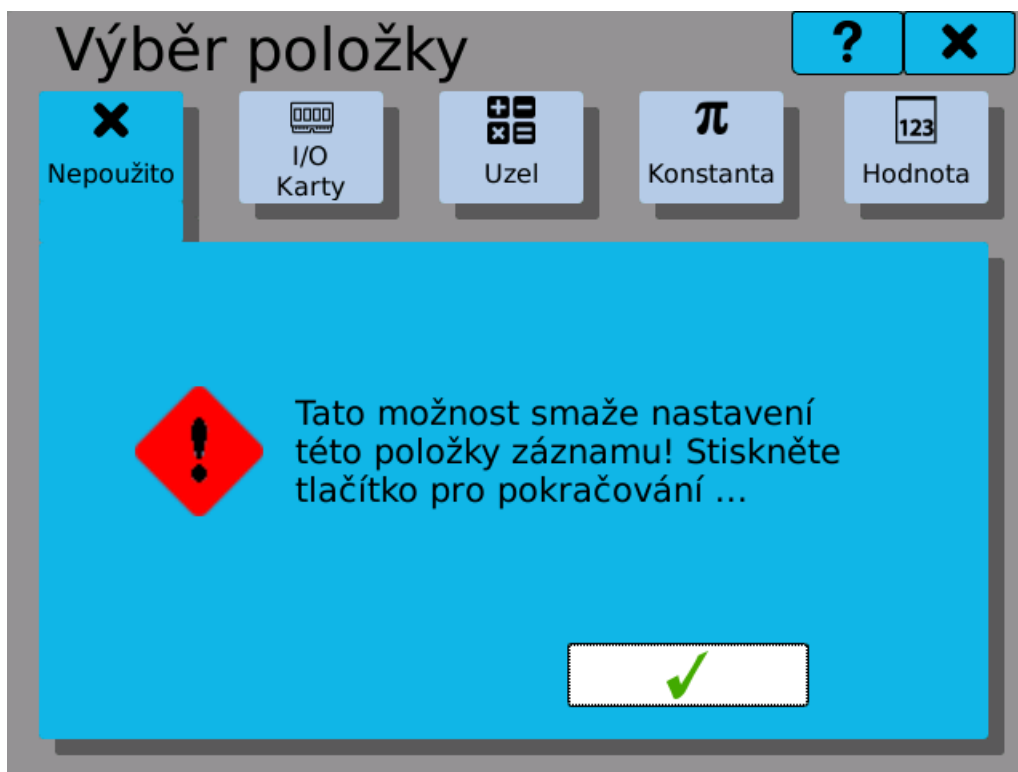 Výběr položky
?
Nepoužito
I/O
Karty
Uzel
π
Konstanta
123
Hodnota
Tato možnost smaže nastavení
této položky záznamu! Stiskněte
tlačítko pro pokračování ...